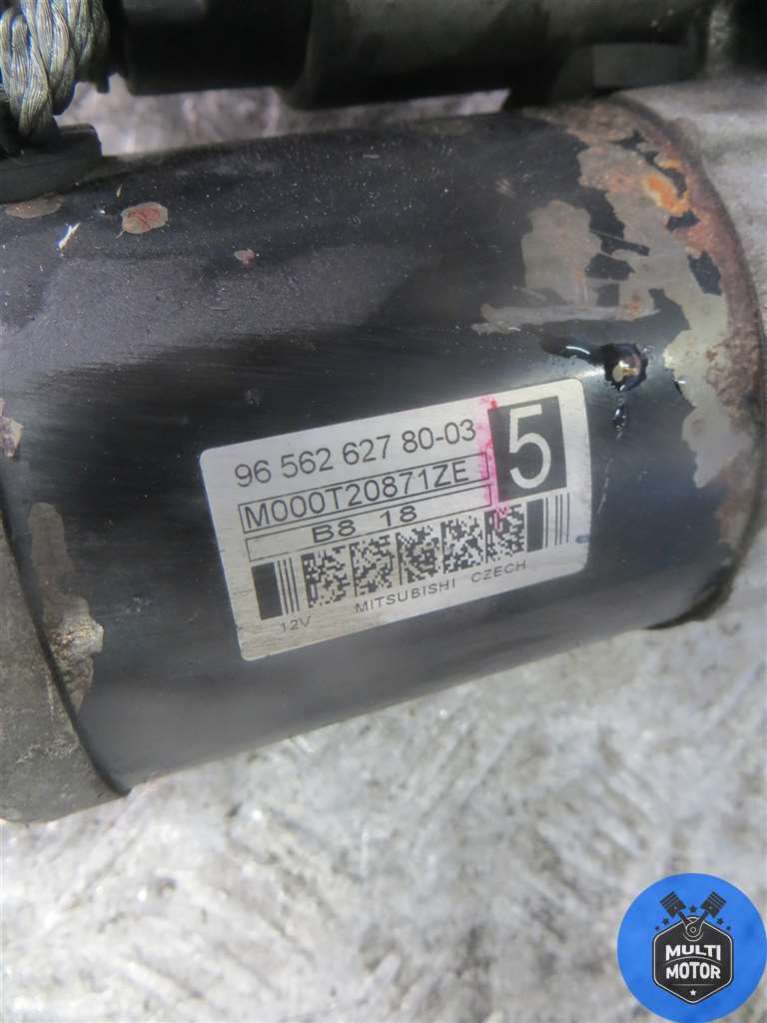 96 562 627 80-03
5
M000T20871ZE
B8 18
12V MITSUBISHI CZECH
MULTI
MOTOR